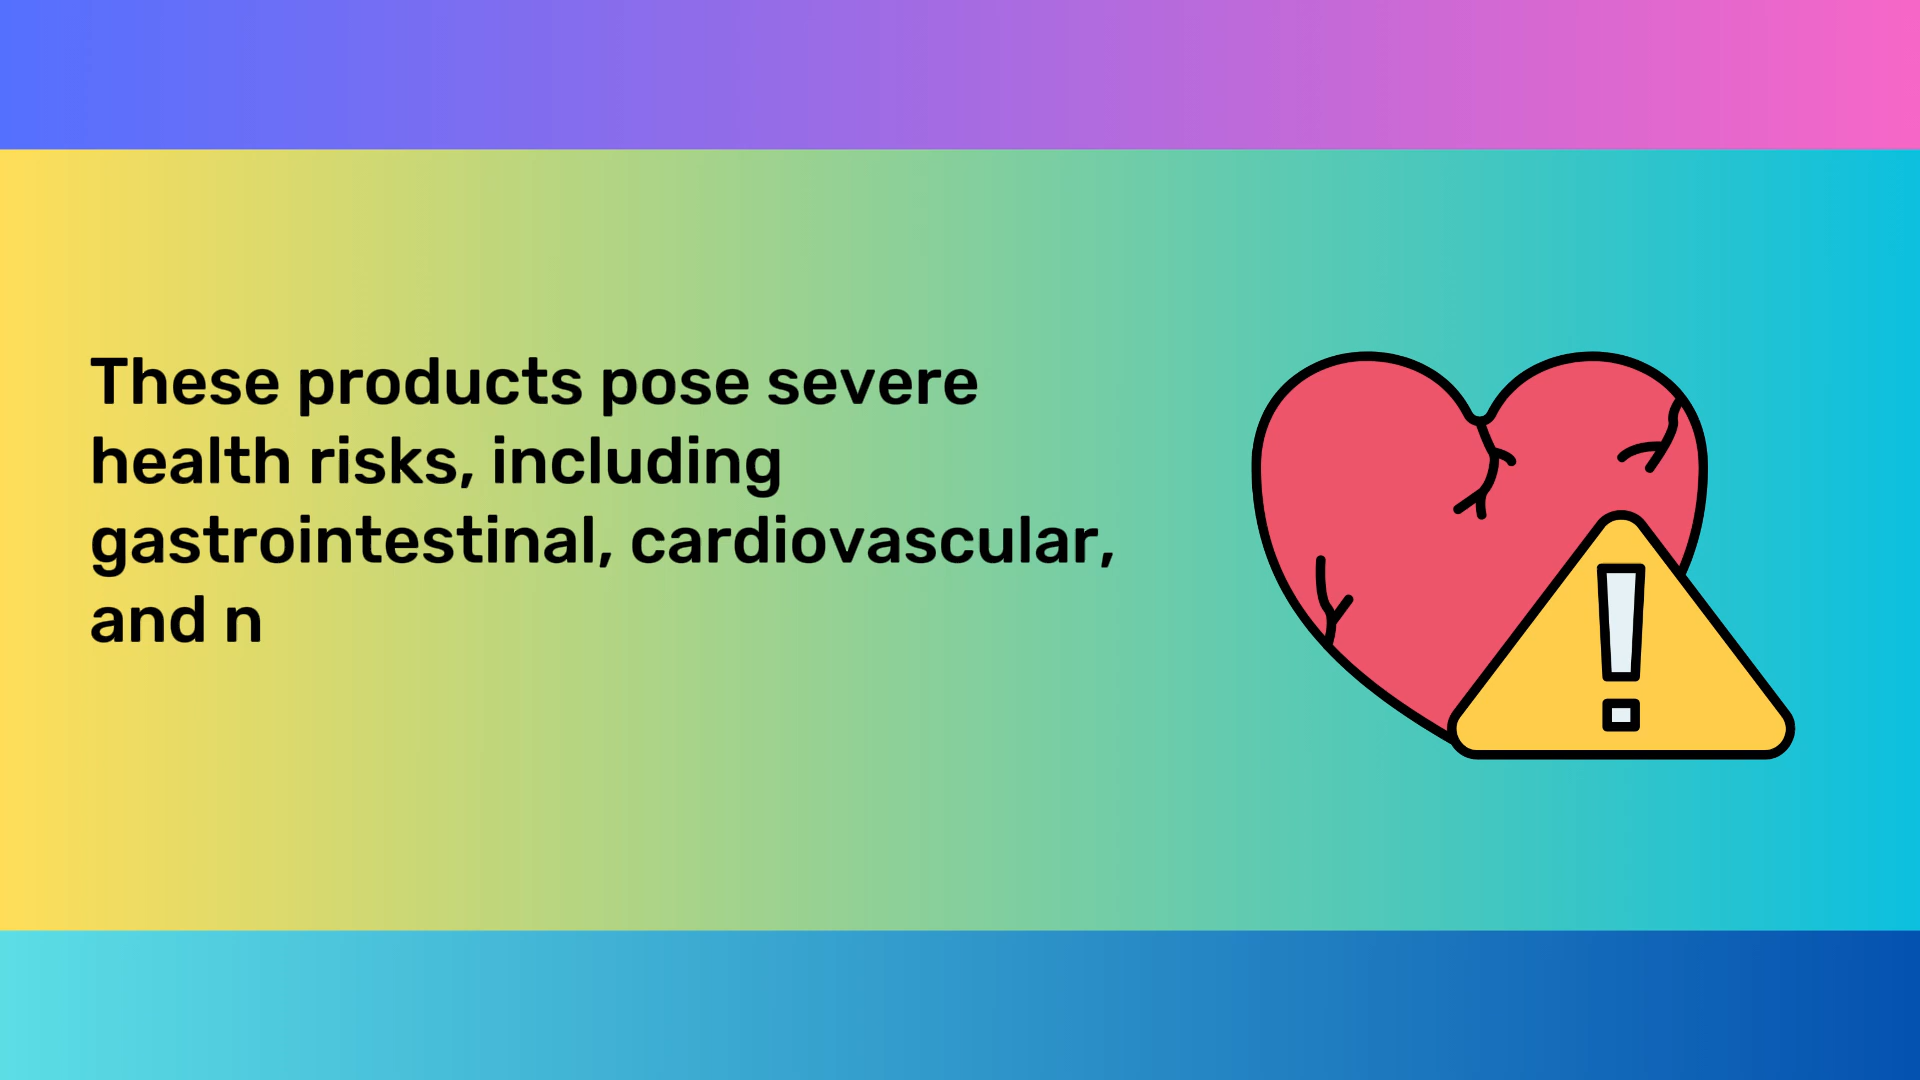 These products pose severe
health risks, including
gastrointestinal, cardiovascular,
and n